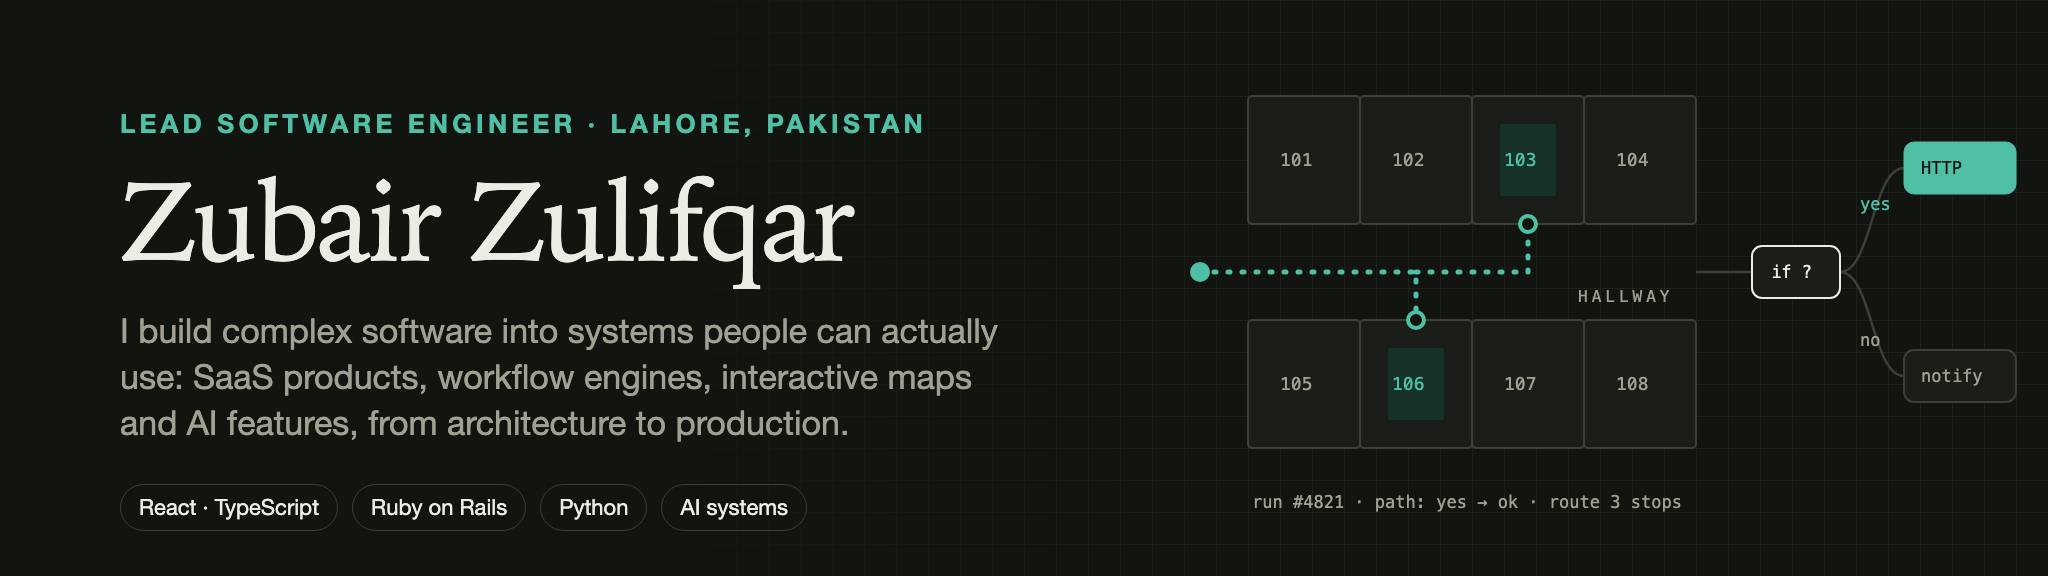 LEAD SOFTWARE ENGINEER · LAHORE, PAKISTAN
Zubair Zulifqar
I build complex software into systems people can actually
use: SaaS products, workflow engines, interactive maps
and AI features, from architecture to production.
React · TypeScript
Ruby on Rails
Python
AI systems
101
102
103
104
HALLWAY
105
106
107
108
run #4821 · path: yes → ok · route 3 stops
if ?
yes
HTTP
no
notify